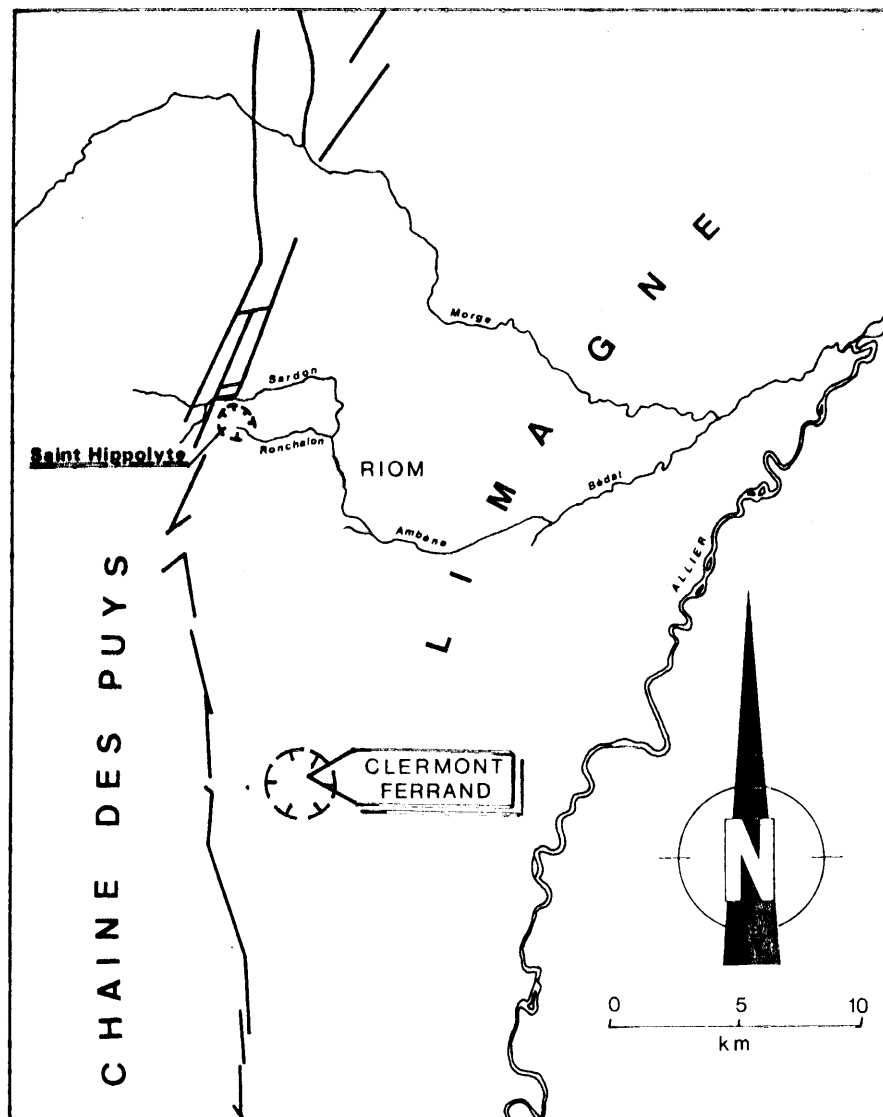 Morge
Sardon
Saint Hippolyte
Ronchalon
RIOM
Bédat
Ambène
LIMAGNE
ALLIER
CHAINE DES PUYS
CLERMONT
FERRAND
N
0 5 10
km